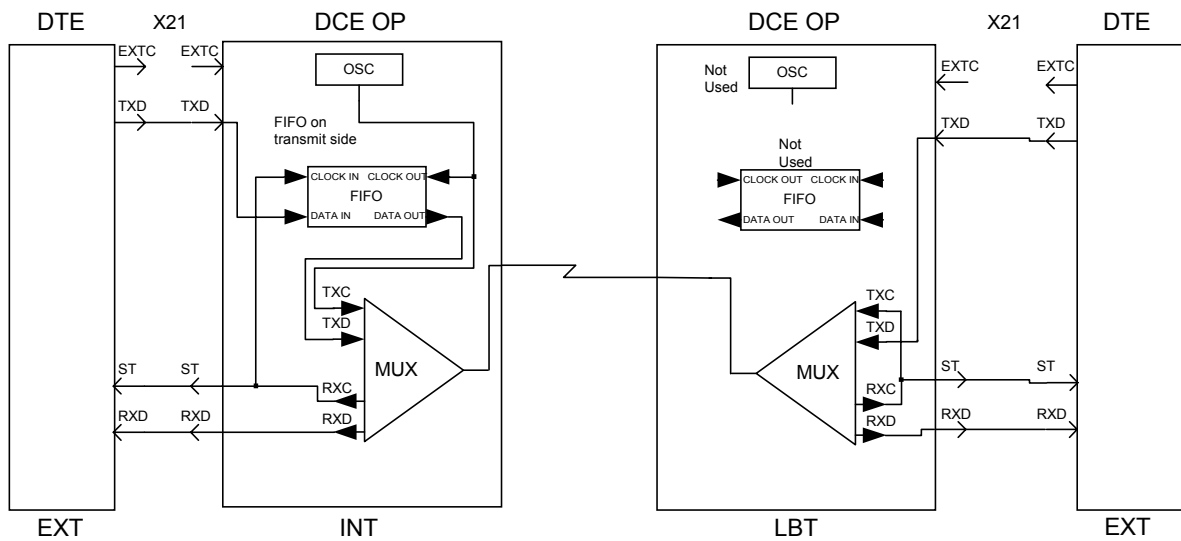 DTE
X21
DCE OP
DCE OP
X21
DTE
EXTC
EXTC
OSC
Not
Used
OSC
EXTC
EXTC
TXD
TXD
FIFO on
transmit side
TXD
TXD
Not
Used
CLOCK IN
CLOCK OUT
FIFO
DATA IN
DATA OUT
CLOCK OUT
CLOCK IN
FIFO
DATA OUT
DATA IN
TXC
TXD
MUX
RXC
RXD
TXC
TXD
MUX
RXC
RXD
ST
ST
RXD
RXD
ST
ST
RXD
RXD
EXT
INT
LBT
EXT